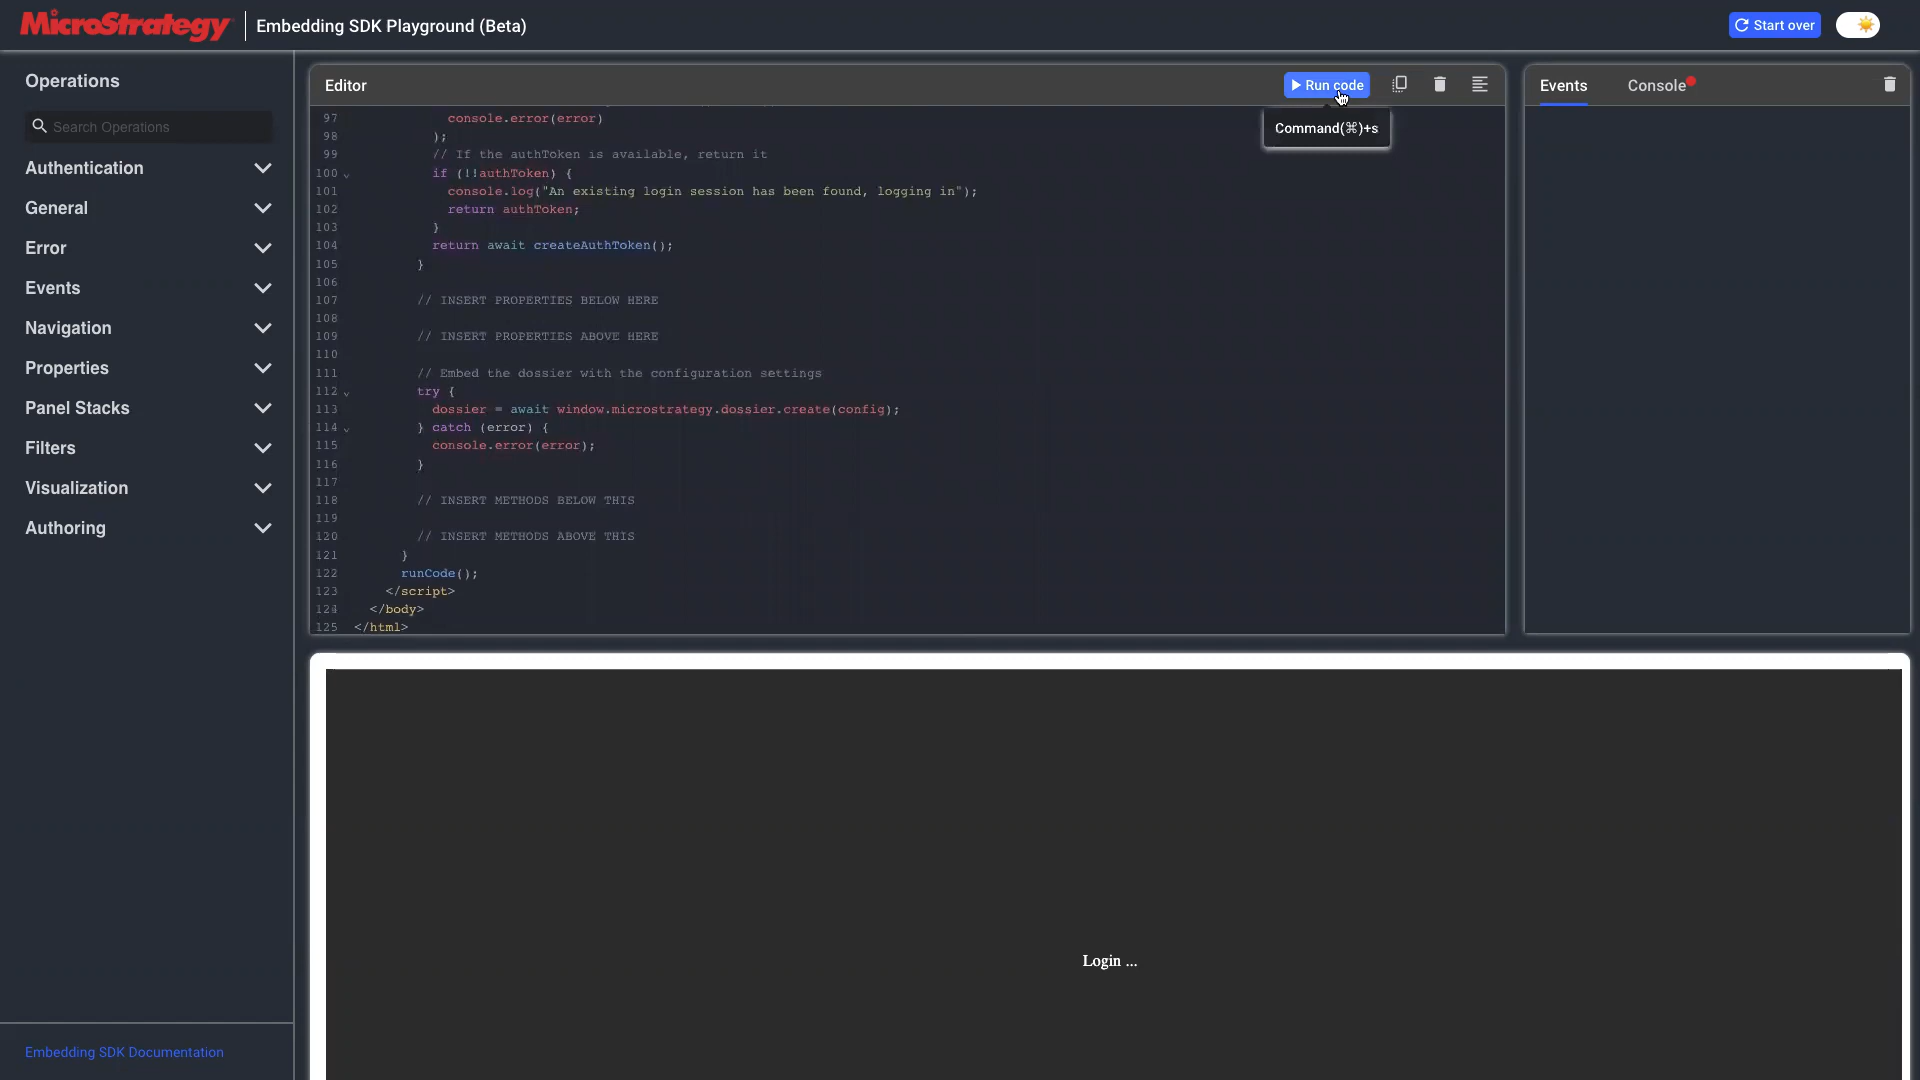 MicroStrategy
Embedding SDK Playground (Beta)
Start over
Operations
Search Operations
Authentication
General
Error
Events
Navigation
Properties
Panel Stacks
Filters
Visualization
Authoring
Embedding SDK Documentation
Editor
Run code
Command(⌘)+s
97 console.error(error)
98 );
99 // If the authToken is available, return it
100 if (!!authToken) {
101 console.log("An existing login session has been found, logging in");
102 return authToken;
103 }
104 return await createAuthToken();
105 }
106
107 // INSERT PROPERTIES BELOW HERE
108
109 // INSERT PROPERTIES ABOVE HERE
110
111 // Embed the dossier with the configuration settings
112 try {
113 dossier = await window.microstrategy.dossier.create(config);
114 } catch (error) {
115 console.error(error);
116 }
117
118 // INSERT METHODS BELOW THIS
119
120 // INSERT METHODS ABOVE THIS
121 }
122 runCode();
123 </script>
124 </body>
125 </html>
Events
Console
Login ...